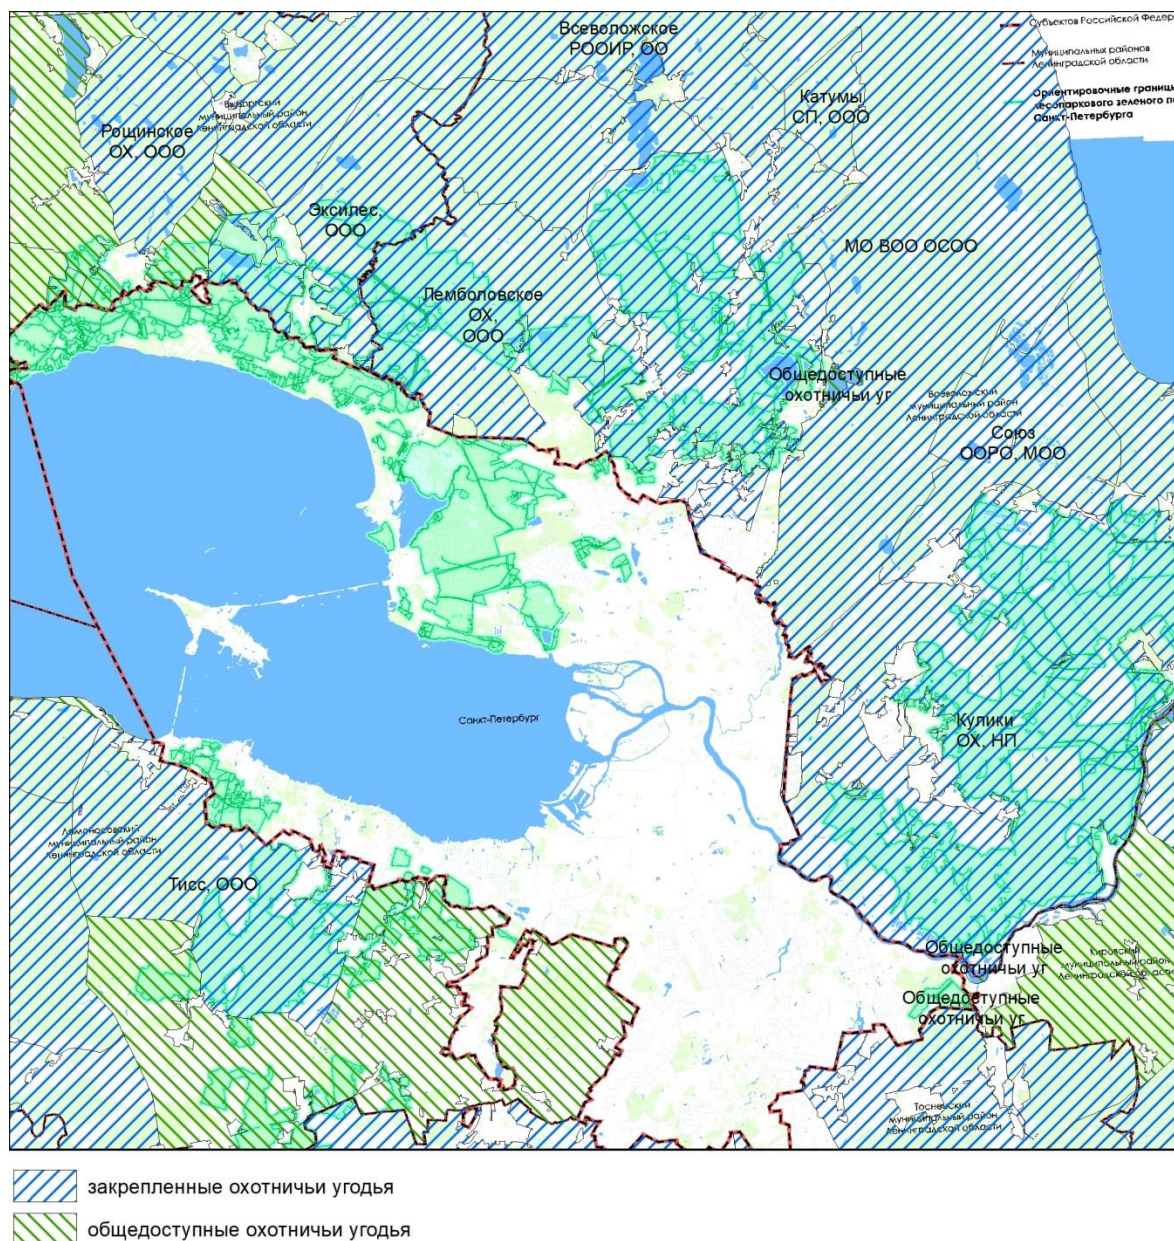 Субъектов Российской Федер
Муниципальных районов
Ленинградской области
Ориентировочные границы
лесопаркового зеленого п
Санкт-Петербурга
Всеволожское
РООИР, ОО
Катумы
СП, ООО
Выборгский
муниципальный район
Ленинградской области
Рощинское
ОХ, ООО
Эксилес,
ООО
МО ВОО ОСОО
Лемболовское
ОХ,
ООО
Общедоступные
охотничьи уг
Всеволожский
муниципальный район
Ленинградской области
Союз
ООРО, МОО
Санкт-Петербург
Кулики
ОХ, НП
Ломоносовский
муниципальный район
Ленинградской области
Тисс, ООО
Общедоступные
охотничьи уг
Кировский
муниципальный район
Ленинградской области
Общедоступные
охотничьи уг
Тосненский
муниципальный район
Ленинградской области
закрепленные охотничьи угодья
общедоступные охотничьи угодья